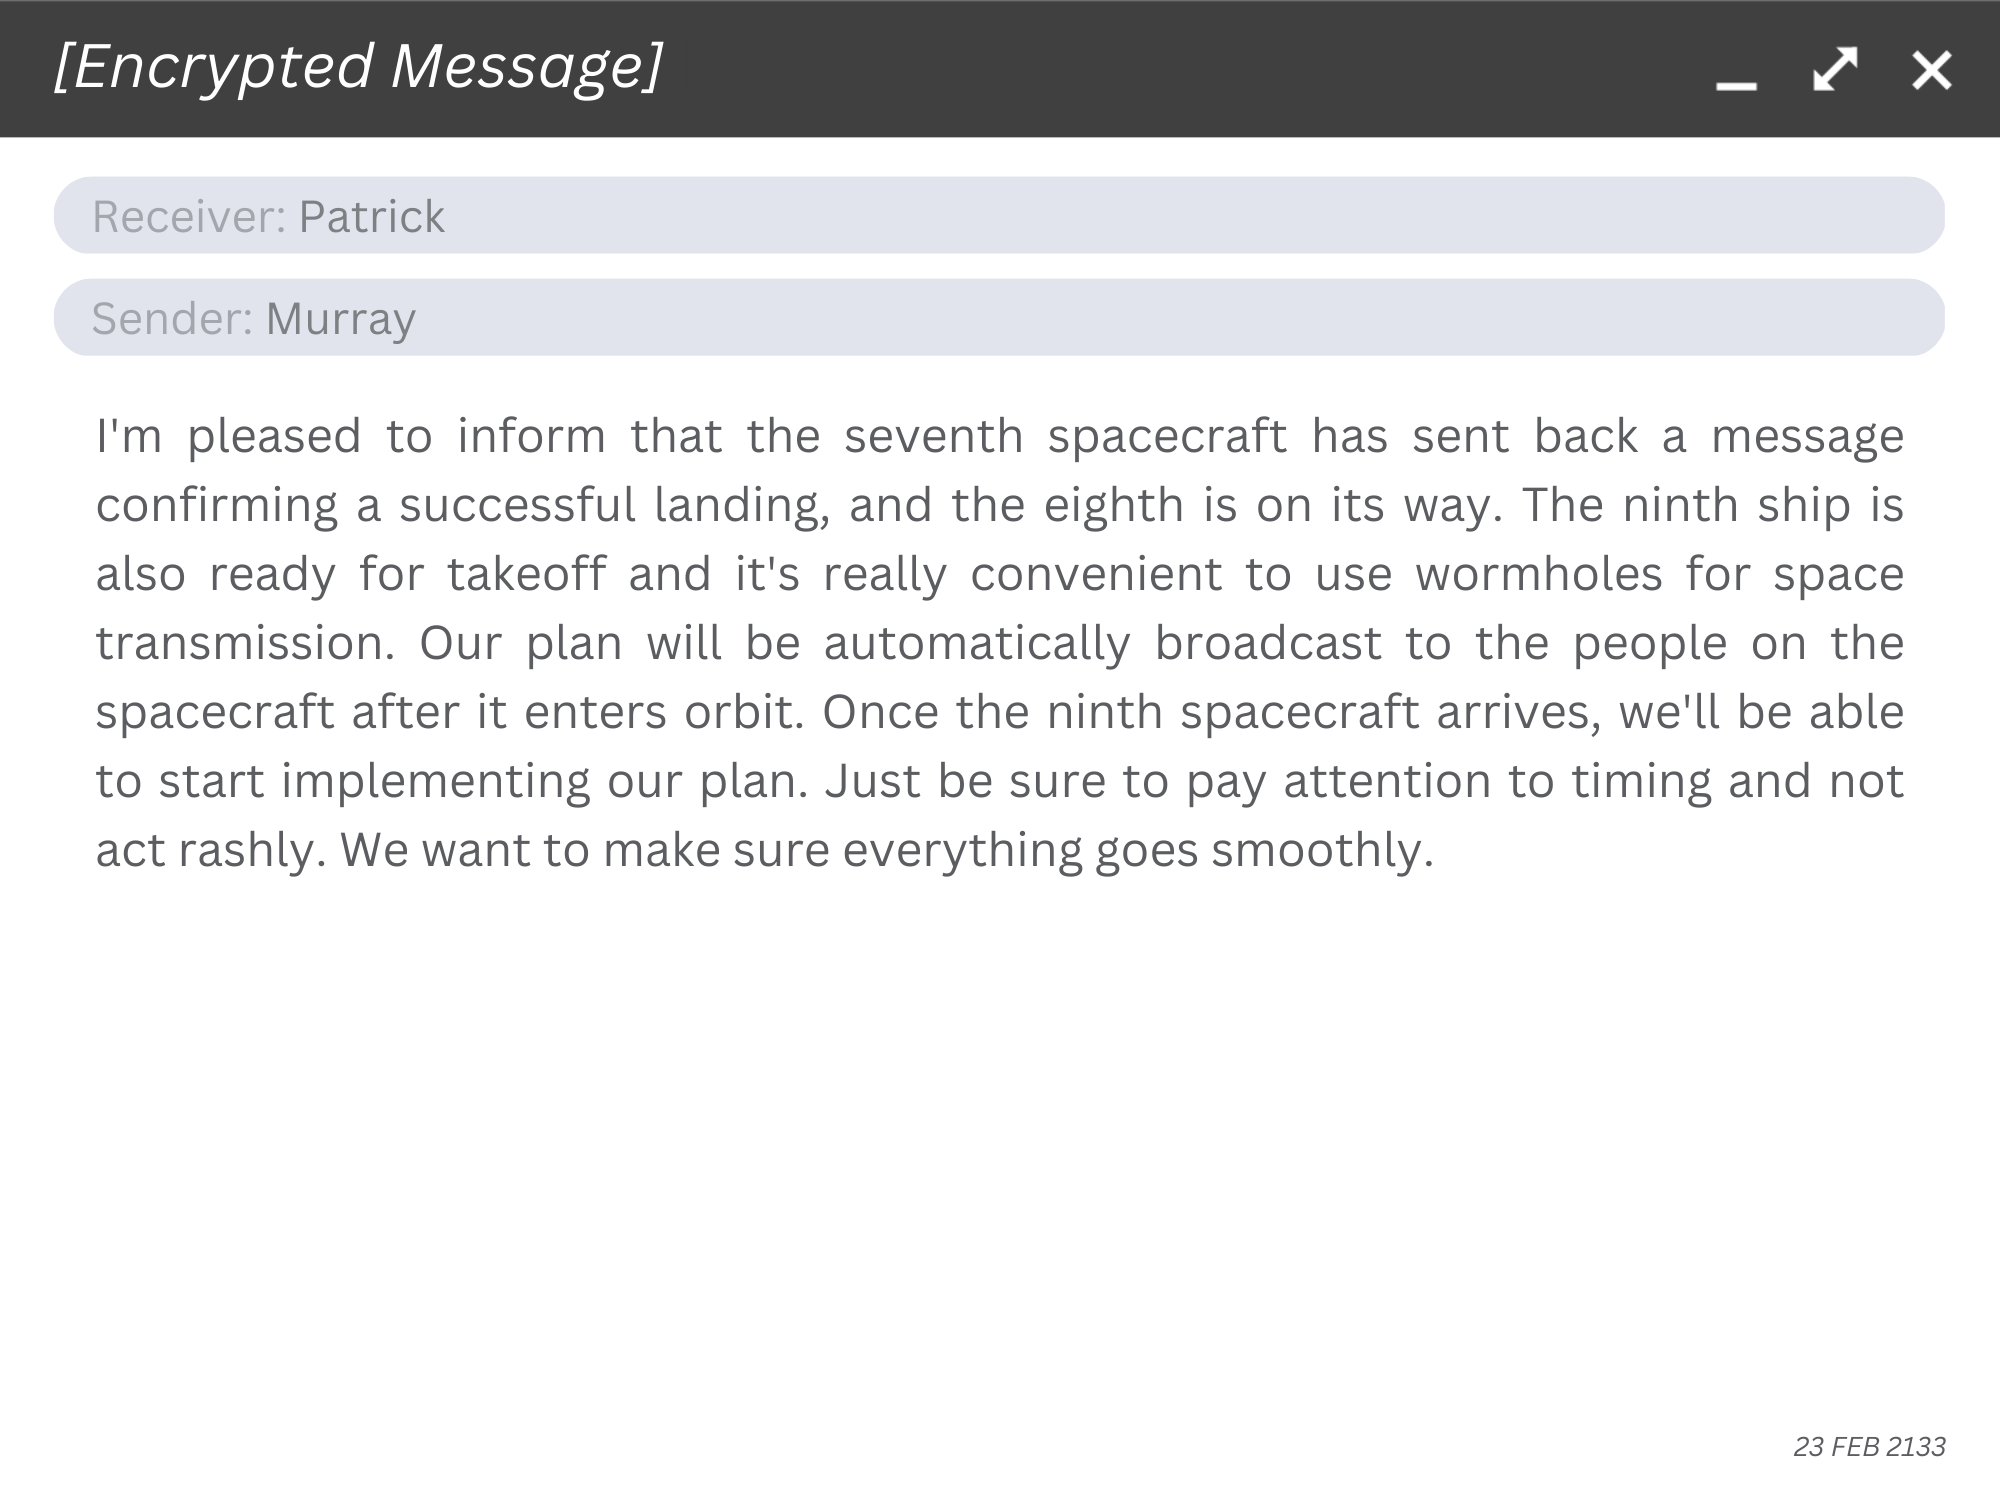 [Encrypted Message]
Receiver: Patrick
Sender: Murray
I'm pleased to inform that the seventh spacecraft has sent back a message
confirming a successful landing, and the eighth is on its way. The ninth ship is
also ready for takeoff and it's really convenient to use wormholes for space
transmission. Our plan will be automatically broadcast to the people on the
spacecraft after it enters orbit. Once the ninth spacecraft arrives, we'll be able
to start implementing our plan. Just be sure to pay attention to timing and not
act rashly. We want to make sure everything goes smoothly.
23 FEB 2133